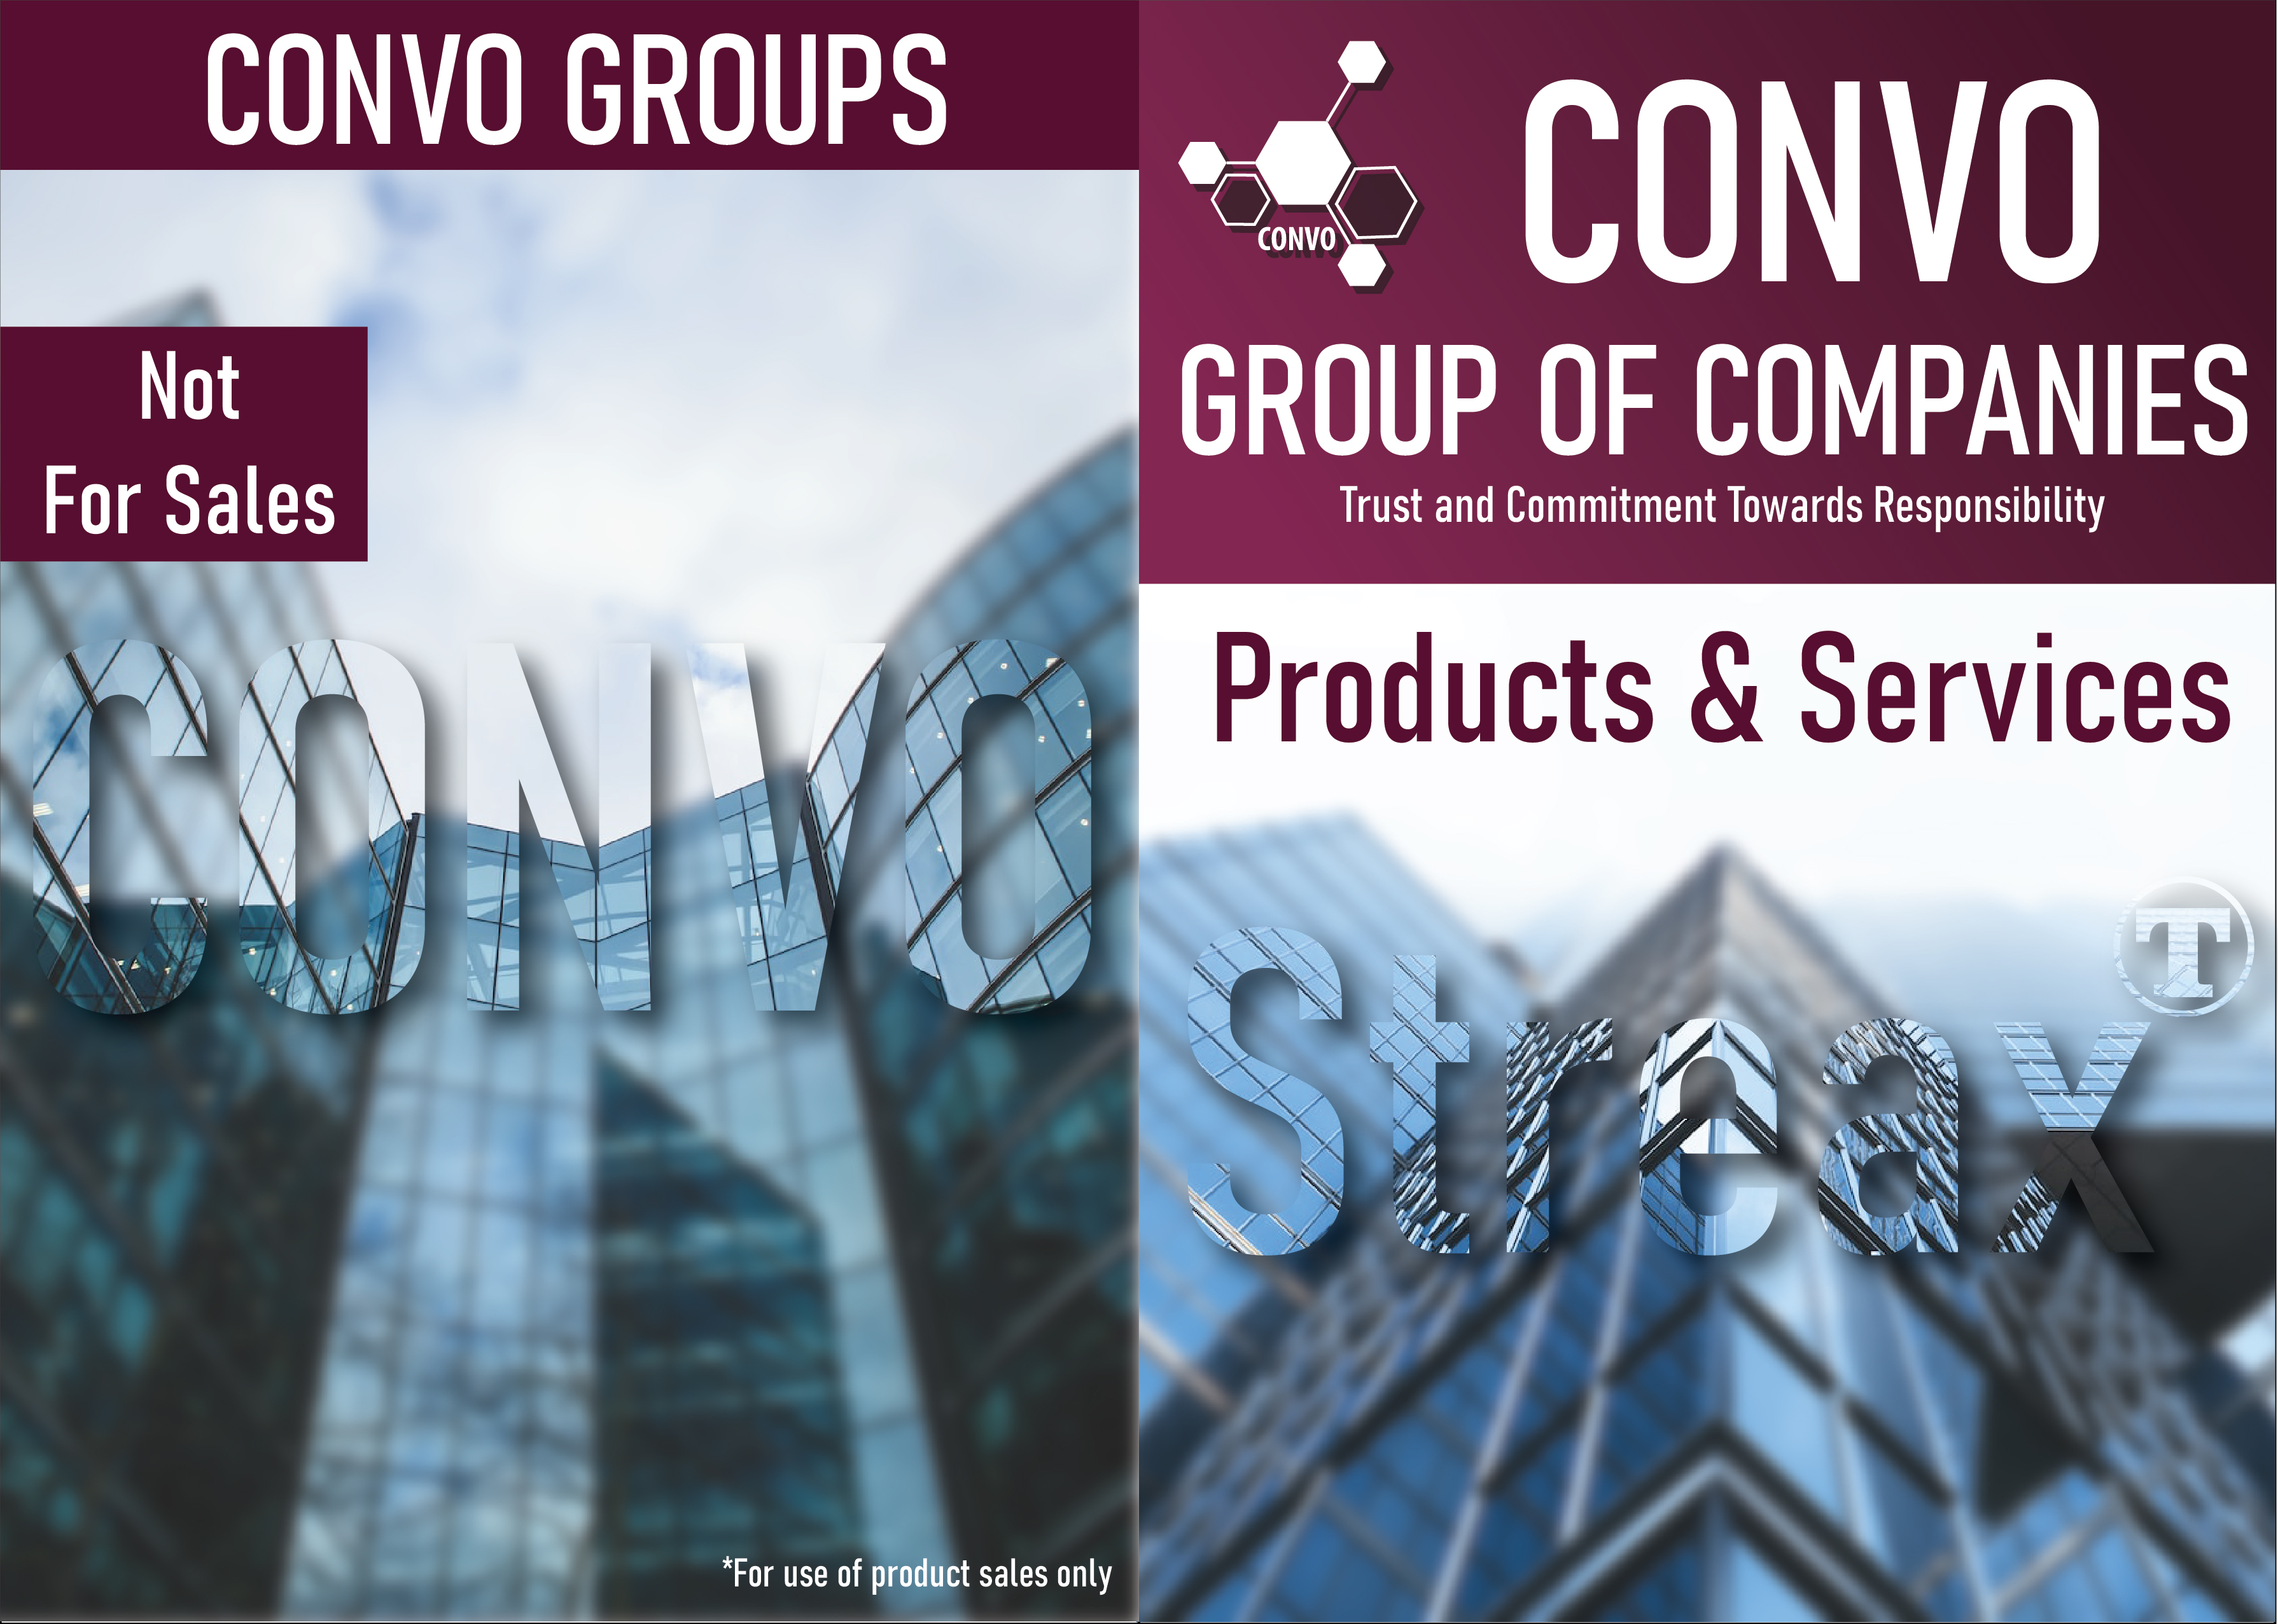 CONVO GROUPS
Not
For Sales
CONVO
*For use of product sales only
CONVO
CONVO
GROUP OF COMPANIES
Trust and Commitment Towards Responsibility
Products & Services
Streax T